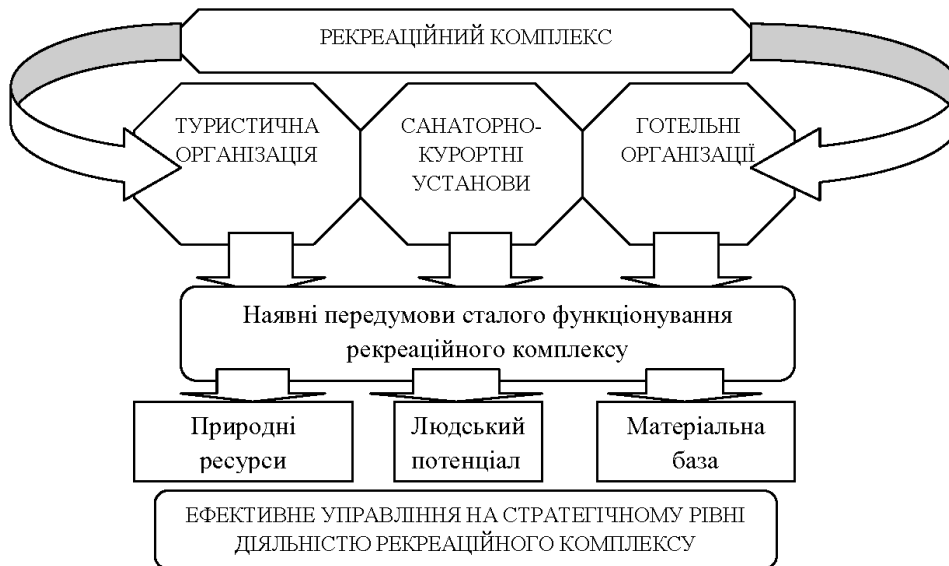 РЕКРЕАЦІЙНИЙ КОМПЛЕКС
ТУРИСТИЧНА
ОРГАНІЗАЦІЯ
САНАТОРНО-
КУРОРТНІ
УСТАНОВИ
ГОТЕЛЬНІ
ОРГАНІЗАЦІЇ
Наявні передумови сталого функціонування
рекреаційного комплексу
Природні
ресурси
Людський
потенціал
Матеріальна
база
ЕФЕКТИВНЕ УПРАВЛІННЯ НА СТРАТЕГІЧНОМУ РІВНІ
ДІЯЛЬНІСТЮ РЕКРЕАЦІЙНОГО КОМПЛЕКСУ